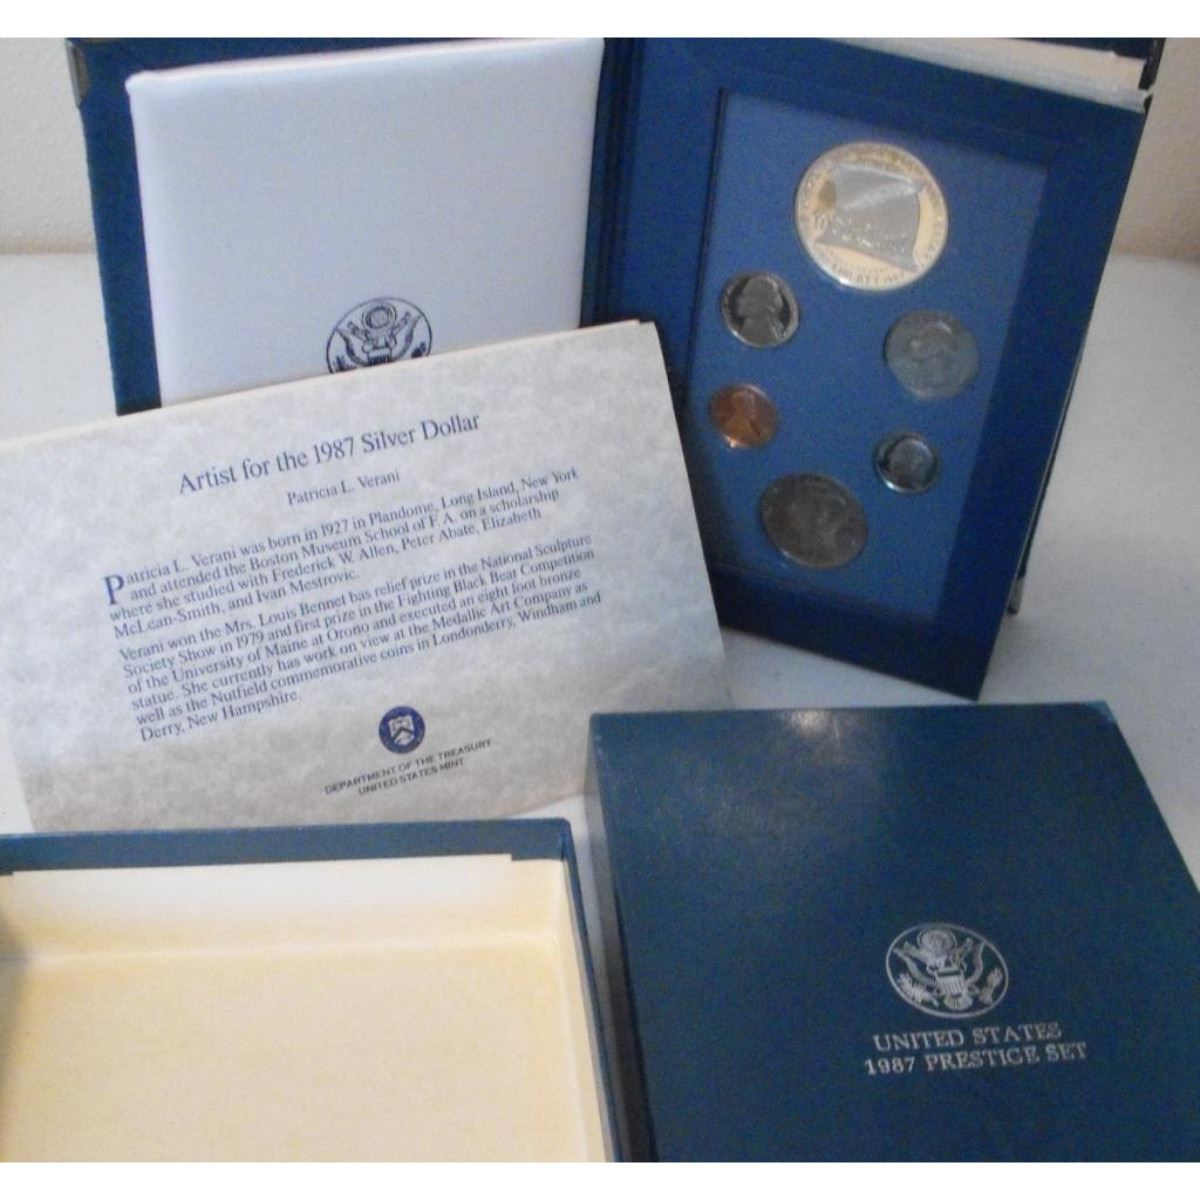 Artist for the 1987 Silver Dollar
Patricia L. Verani
Patricia L. Verani was born in 1927 in Plandome, Long Island, New York
and attended the Boston Museum School of F. A. on a scholarship
where she studied with Frederick W. Allen, Peter Abate, Elizabeth
McLean-Smith, and Ivan Mestrovic.
Verani won the Mrs. Louis Bennet bas relief prize in the National Sculpture
Society Show in 1979 and first prize in the Fighting Black Bear Competition
of the University of Maine at Orono and executed an eight foot bronze
statue. She currently has work on view at the Medallic Art Company as
well as the Nutfield commemorative coins in Londonderry, Windham and
Derry, New Hampshire.
DEPARTMENT OF THE TREASURY
UNITED STATES MINT
UNITED STATES
1987 PRESTIGE SET